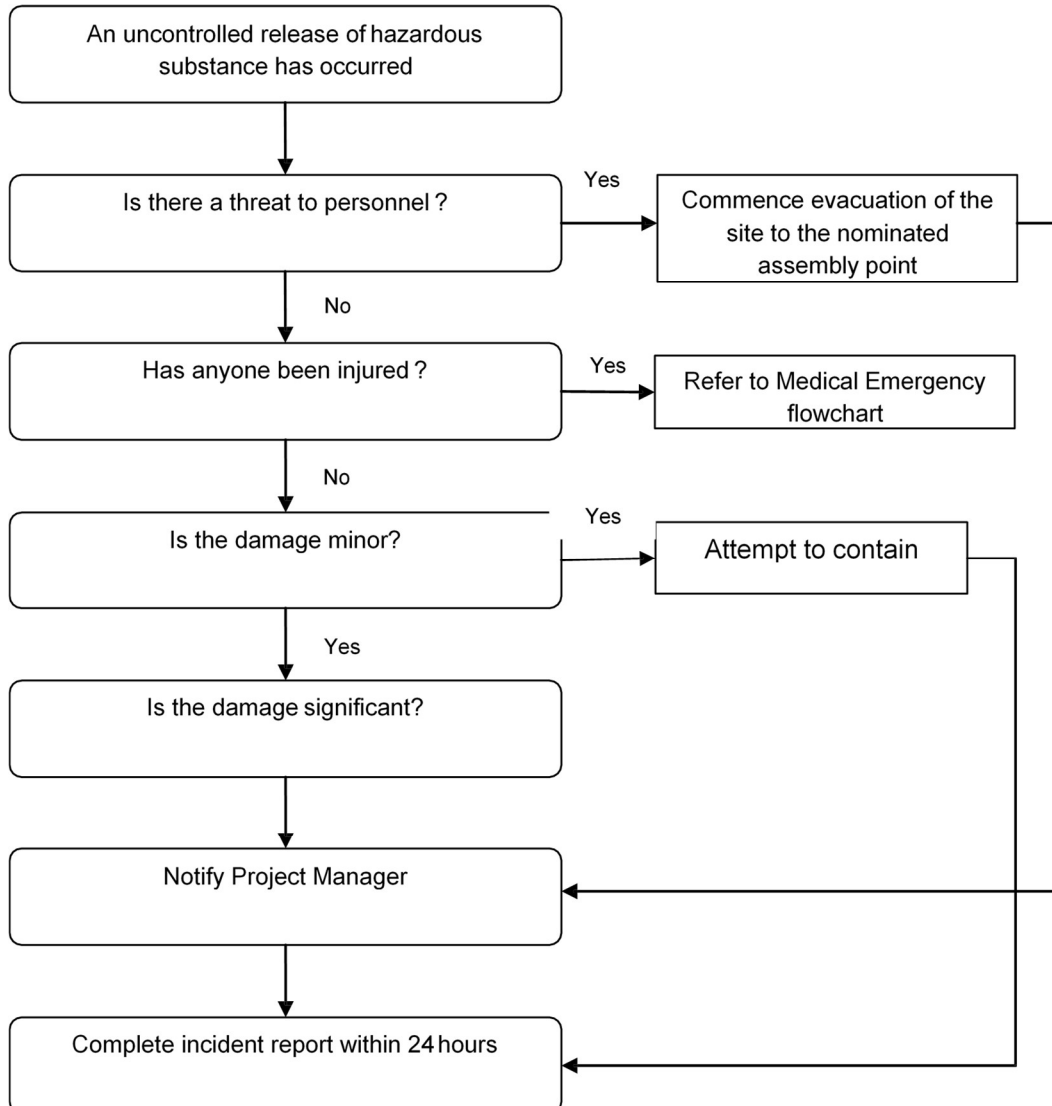 An uncontrolled release of hazardous
substance has occurred
Is there a threat to personnel ?
Yes
Commence evacuation of the
site to the nominated
assembly point
No
Has anyone been injured ?
Yes
Refer to Medical Emergency
flowchart
No
Is the damage minor?
Yes
Attempt to contain
Yes
Is the damage significant?
Notify Project Manager
Complete incident report within 24 hours